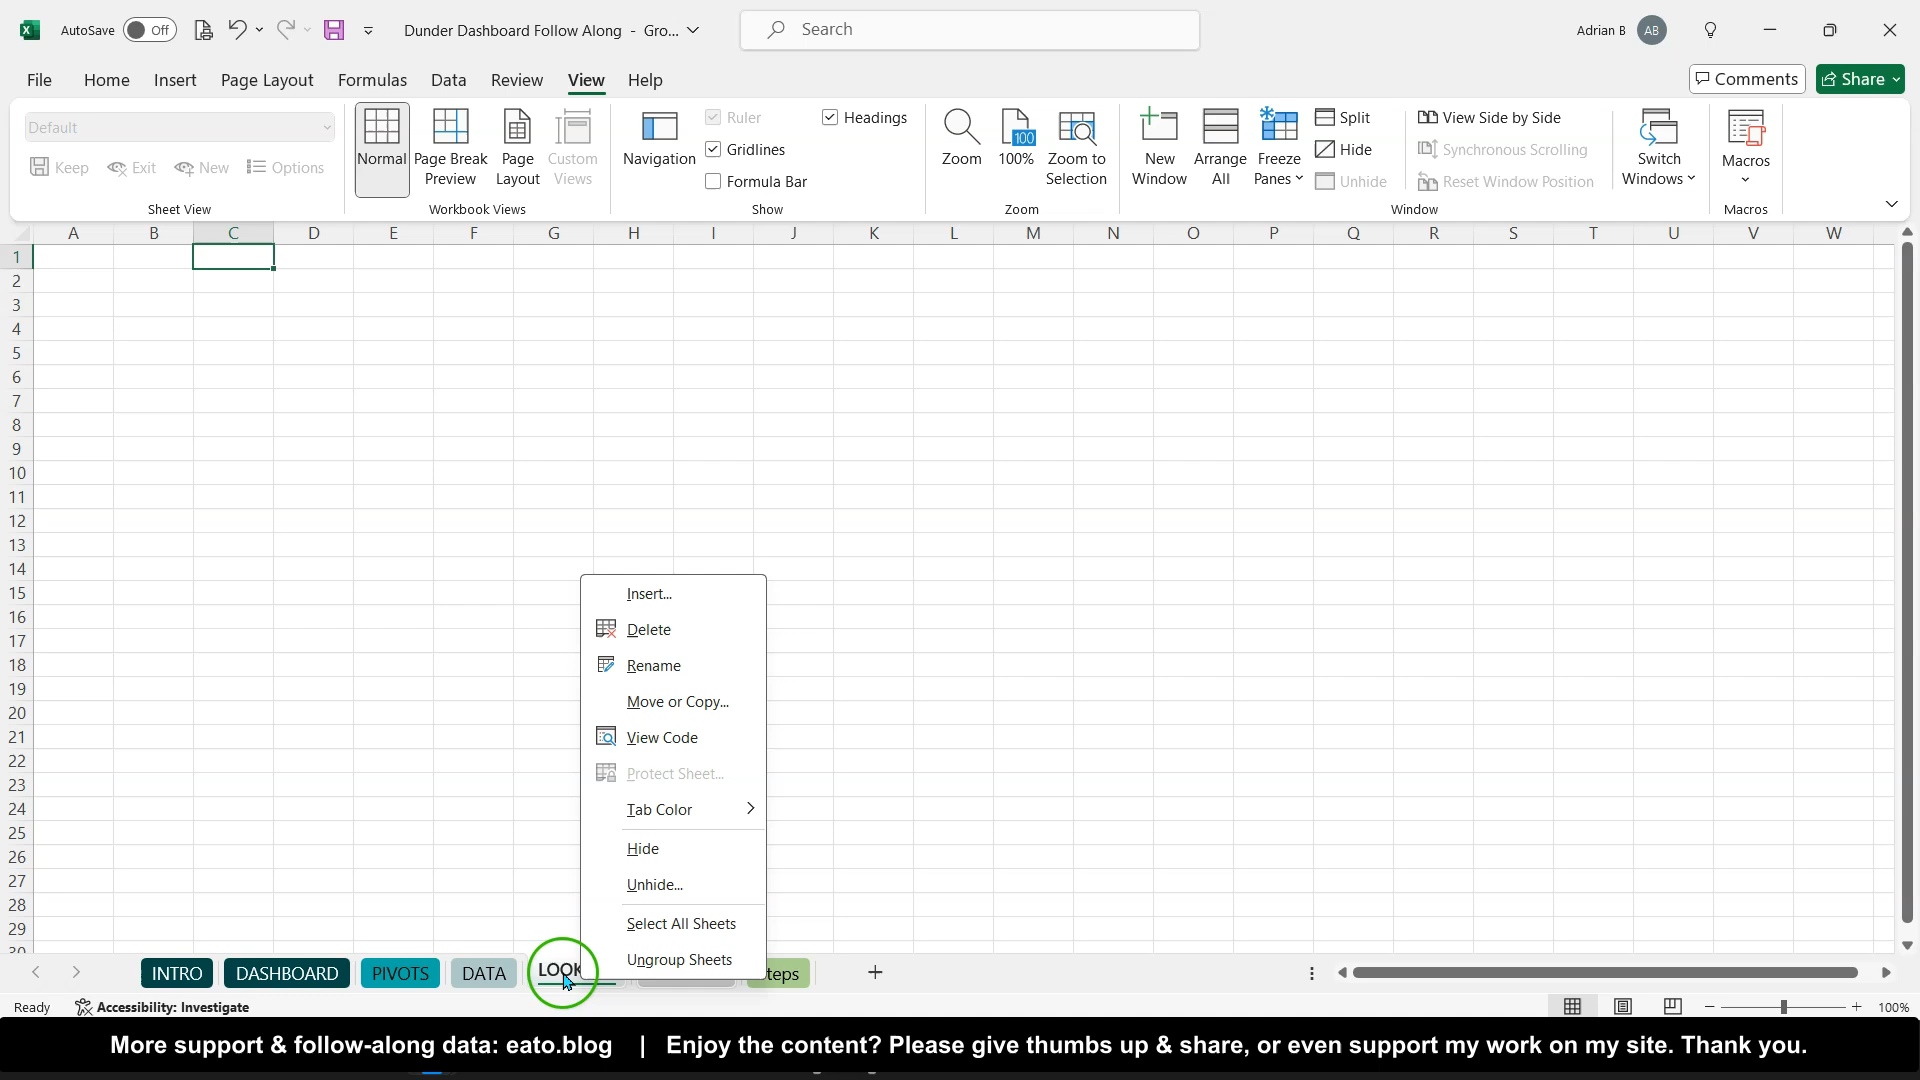 AutoSave Off Dunder Dashboard Follow Along - Gro... Search Adrian B AB
File Home Insert Page Layout Formulas Data Review View Help Comments Share
Default
Keep Exit New Options
Sheet View
Normal
Page Break Preview
Page Layout
Custom Views
Workbook Views
Navigation
Ruler
Gridlines
Formula Bar
Headings
Show
Zoom
100
100%
Zoom to Selection
Zoom
New Window
Arrange All
Freeze Panes
Split
Hide
Unhide
View Side by Side
Synchronous Scrolling
Reset Window Position
Switch Windows
Window
Macros
Macros
A B C D E F G H I J K L M N O P Q R S T U V W
1
2
3
4
5
6
7
8
9
10
11
12
13
14
15
16
17
18
19
20
21
22
23
24
25
26
27
28
29
30
Insert...
Delete
Rename
Move or Copy...
View Code
Protect Sheet...
Tab Color
Hide
Unhide...
Select All Sheets
Ungroup Sheets
INTRO DASHBOARD PIVOTS DATA LOOK teps
Ready Accessibility: Investigate 100%
More support & follow-along data: eato.blog | Enjoy the content? Please give thumbs up & share, or even support my work on my site. Thank you.